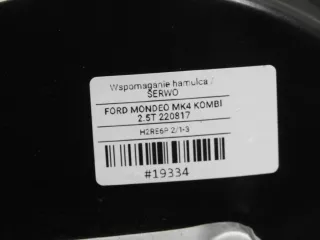 Wspomaganie hamulca /
SERWO
FORD MONDEO MK4 KOMBI
2.5T 220817
H2RE6P 2/1-3
#19334